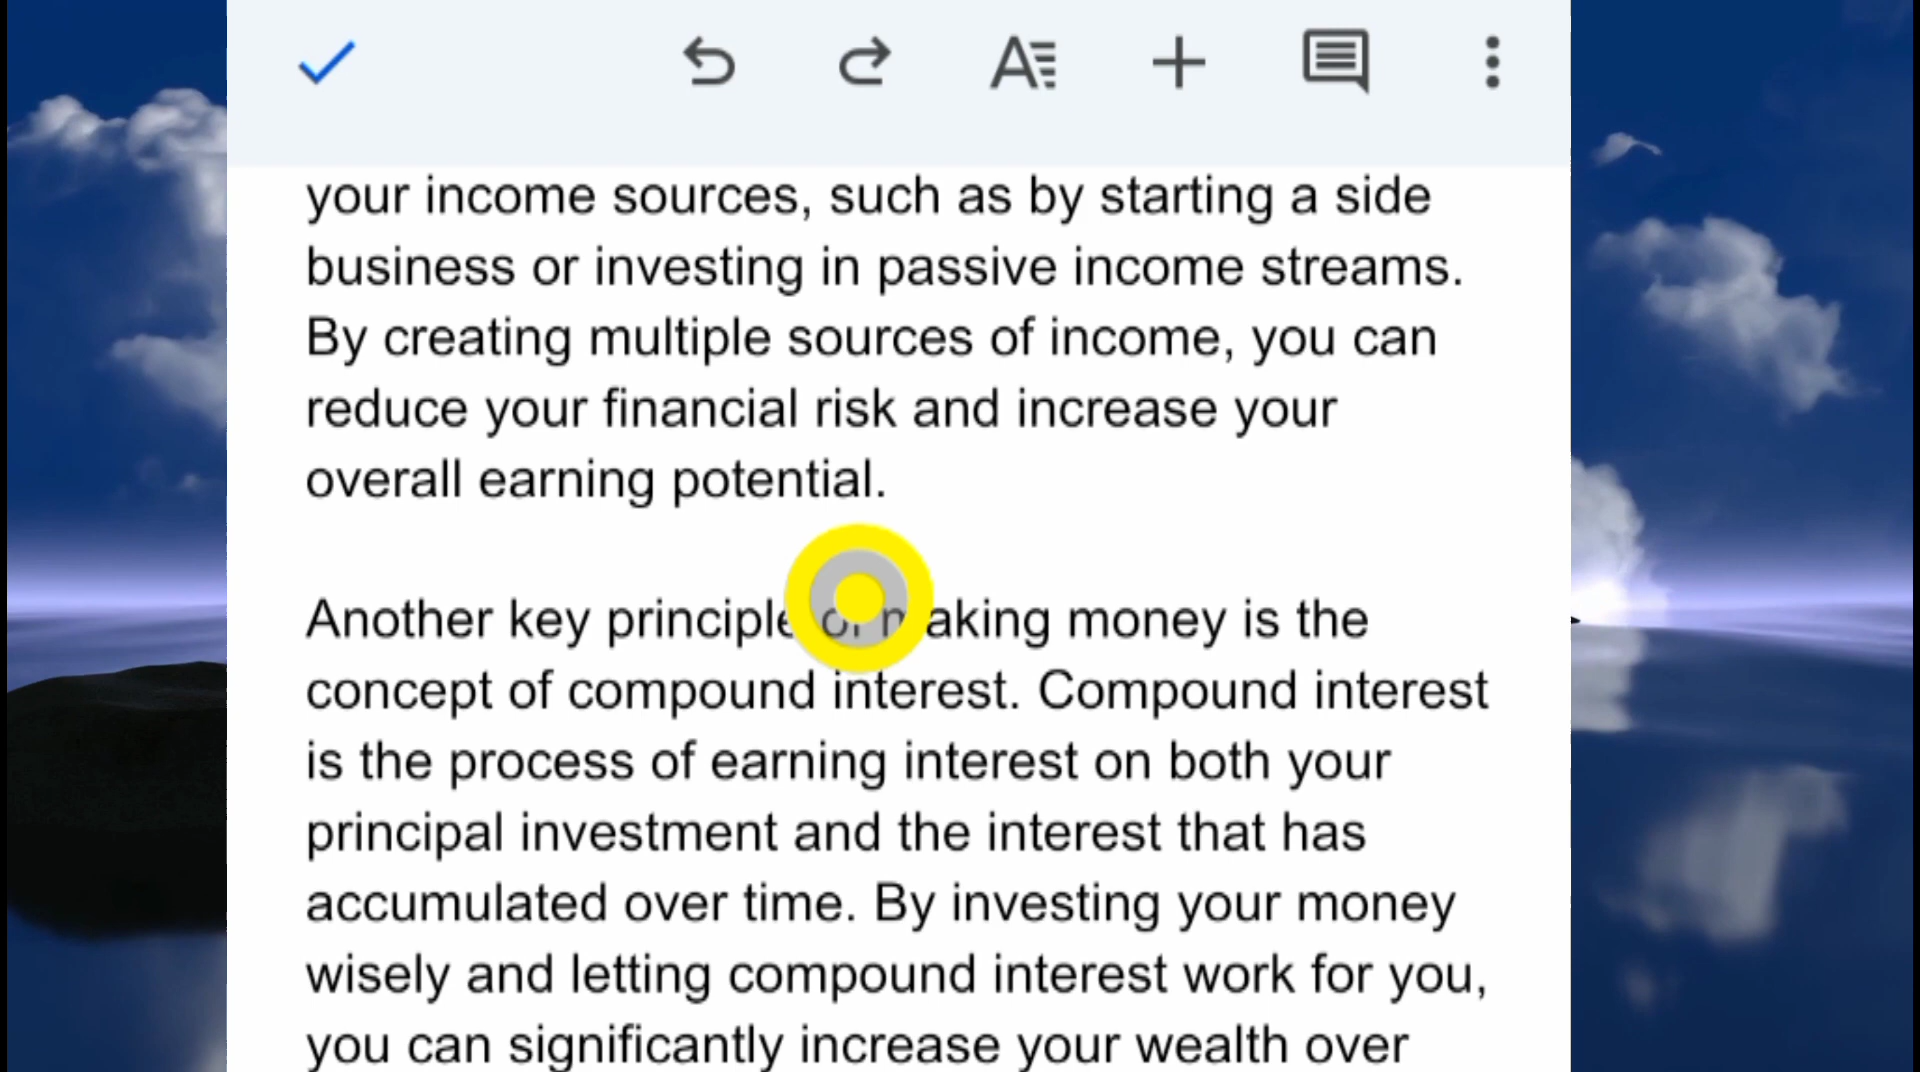 your income sources, such as by starting a side
business or investing in passive income streams.
By creating multiple sources of income, you can
reduce your financial risk and increase your
overall earning potential.
Another key principle of making money is the
concept of compound interest. Compound interest
is the process of earning interest on both your
principal investment and the interest that has
accumulated over time. By investing your money
wisely and letting compound interest work for you,
you can significantly increase your wealth over